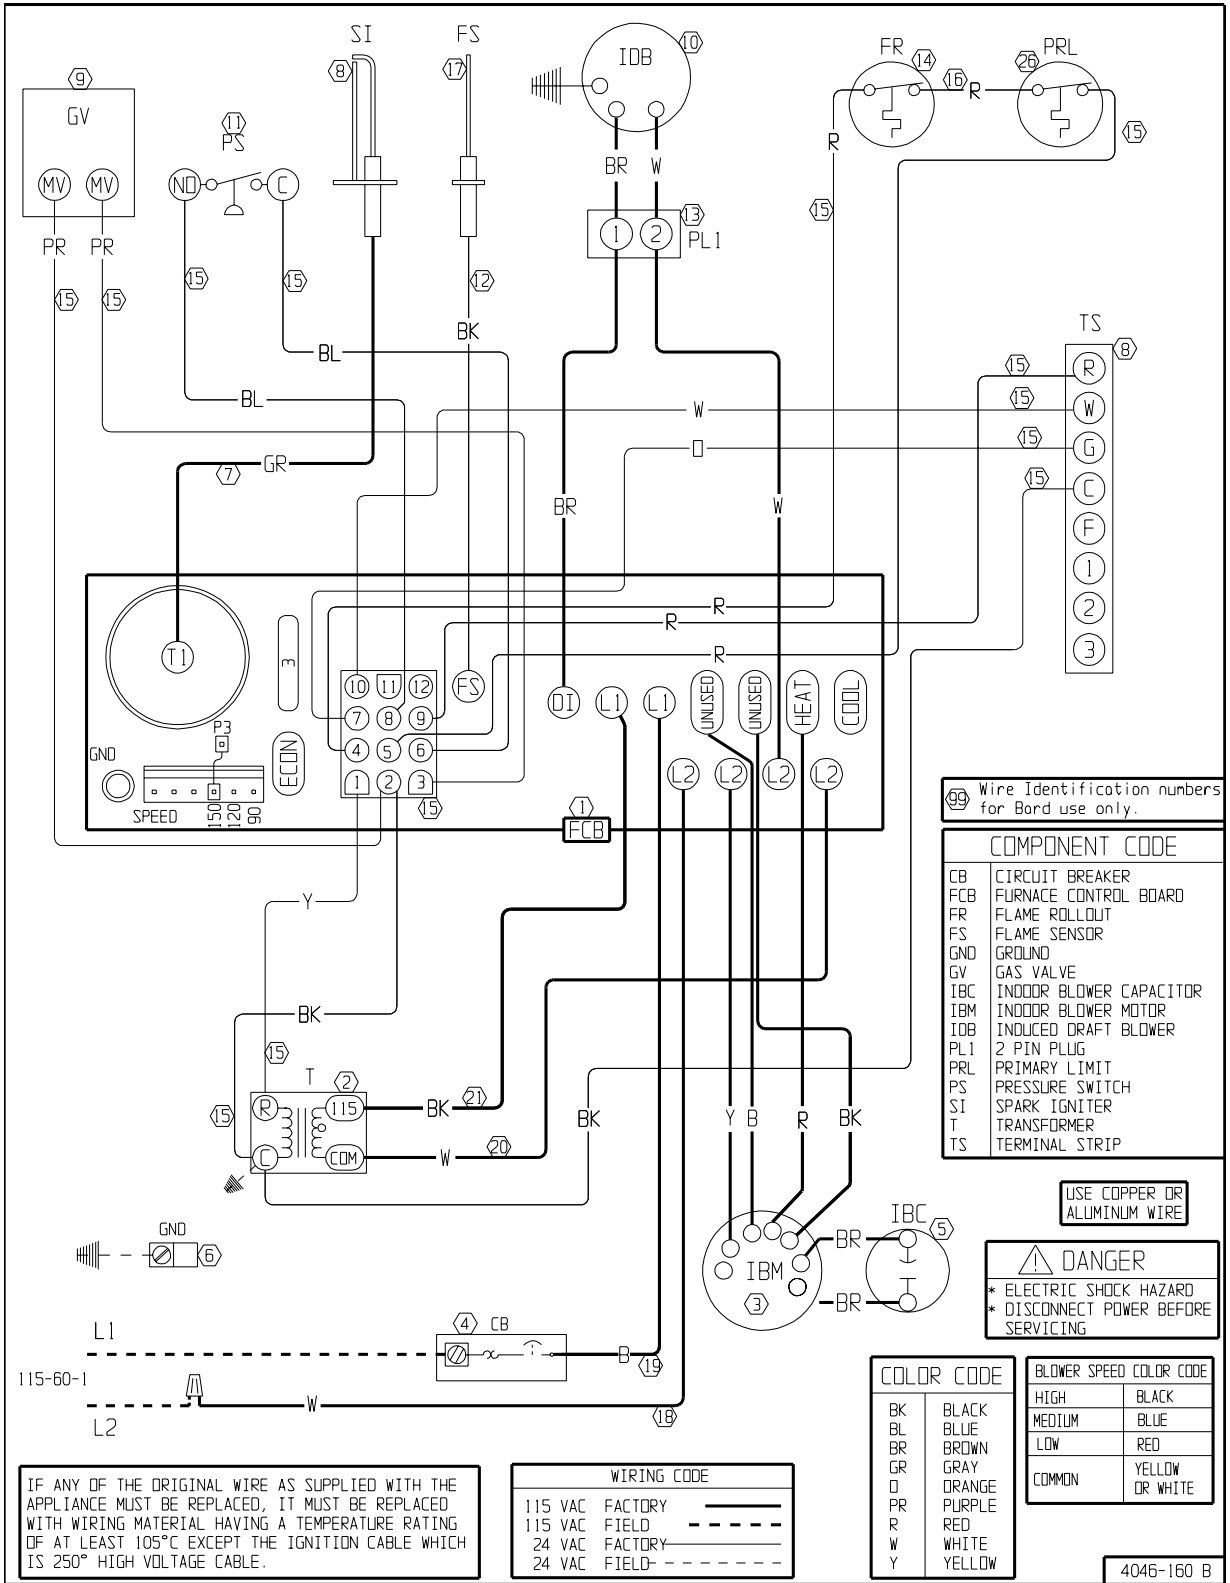 SI
FS
9
GV
MV
MV
PR
PR
15
15
11
PS
NO
C
15
15
8
17
12
BK
BL
BL
10
IDB
BR
W
13
1
2
PL1
FR
14
16
R
PRL
26
15
R
15
TS
8
R
W
G
C
F
1
2
3
15
15
15
15
W
O
7
GR
BR
W
R
R
R
T1
3
P3
GND
ECON
SPEED
150
120
90
10
11
12
7
8
9
4
5
6
1
2
3
15
FS
DI
L1
L1
UNUSED
UNUSED
HEAT
COOL
L2
L2
L2
L2
1
FCB
Y
BK
15
15
T
2
R
115
C
COM
BK
21
W
20
BK
Y
B
R
BK
GND
6
IBM
3
BR
BR
IBC
5
L1
115-60-1
L2
4
CB
B
19
W
18
99 Wire Identification numbers
for Bard use only.
COMPONENT CODE
CB CIRCUIT BREAKER
FCB FURNACE CONTROL BOARD
FR FLAME ROLLOUT
FS FLAME SENSOR
GND GROUND
GV GAS VALVE
IBC INDOOR BLOWER CAPACITOR
IBM INDOOR BLOWER MOTOR
IDB INDUCED DRAFT BLOWER
PL1 2 PIN PLUG
PRL PRIMARY LIMIT
PS PRESSURE SWITCH
SI SPARK IGNITER
T TRANSFORMER
TS TERMINAL STRIP
USE COPPER OR
ALUMINUM WIRE
! DANGER
* ELECTRIC SHOCK HAZARD
* DISCONNECT POWER BEFORE
SERVICING
COLOR CODE
BK BLACK
BL BLUE
BR BROWN
GR GRAY
O ORANGE
PR PURPLE
R RED
W WHITE
Y YELLOW
BLOWER SPEED COLOR CODE
HIGH BLACK
MEDIUM BLUE
LOW RED
COMMON YELLOW
OR WHITE
IF ANY OF THE ORIGINAL WIRE AS SUPPLIED WITH THE
APPLIANCE MUST BE REPLACED, IT MUST BE REPLACED
WITH WIRING MATERIAL HAVING A TEMPERATURE RATING
OF AT LEAST 105°C EXCEPT THE IGNITION CABLE WHICH
IS 250° HIGH VOLTAGE CABLE.
WIRING CODE
115 VAC FACTORY
115 VAC FIELD
24 VAC FACTORY
24 VAC FIELD
4046-160 B